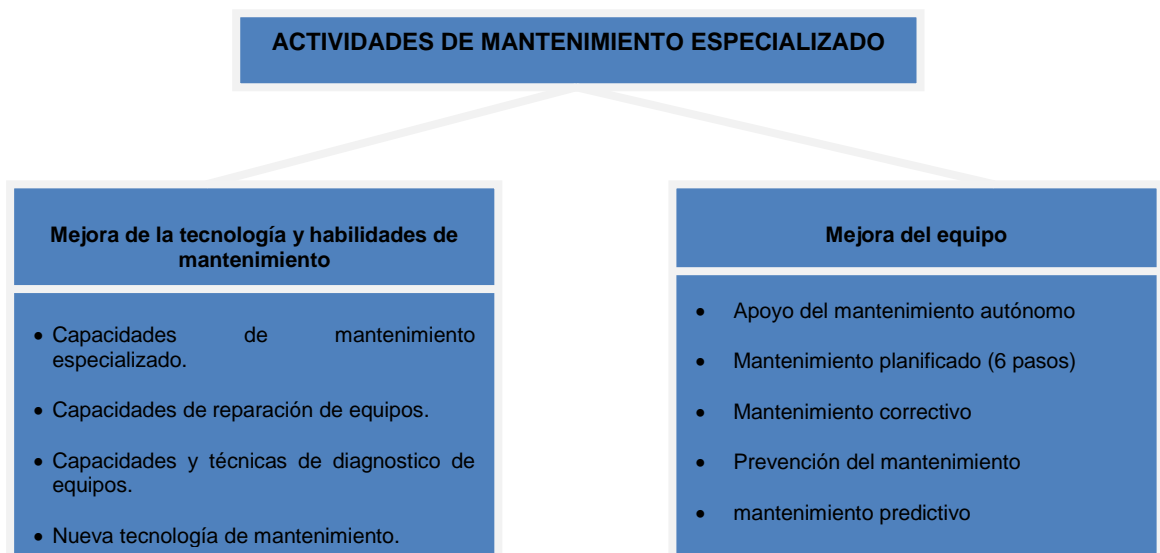 ACTIVIDADES DE MANTENIMIENTO ESPECIALIZADO
Mejora de la tecnología y habilidades de
mantenimiento
• Capacidades de mantenimiento
especializado.
• Capacidades de reparación de equipos.
• Capacidades y técnicas de diagnostico de
equipos.
• Nueva tecnología de mantenimiento.
Mejora del equipo
• Apoyo del mantenimiento autónomo
• Mantenimiento planificado (6 pasos)
• Mantenimiento correctivo
• Prevención del mantenimiento
• mantenimiento predictivo